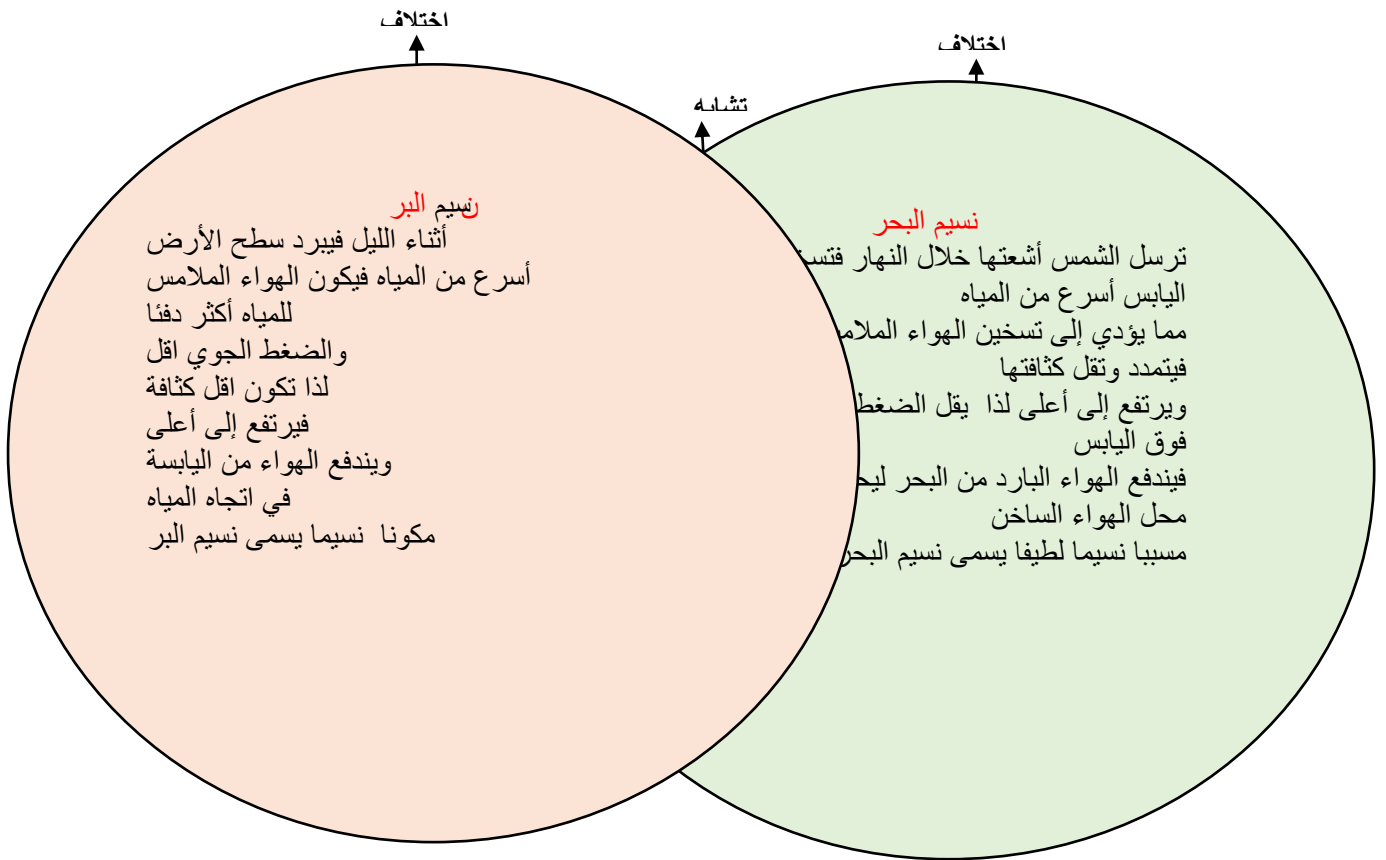 اختلاف
اختلاف
تشابه
نسيم البحر
ترسل الشمس أشعتها خلال النهار
اليابس أسرع من المياه
مما يؤدي إلى تسخين الهواء
فيتمدد وتقل كثافتها
ويرتفع إلى أعلى لذا يقل الضغط
فوق اليابس
فيندفع الهواء البارد من البحر
محل الهواء الساخن
مسببا نسيما لطيفا يسمى نسيم البحر
نسيم البر
أثناء الليل فيبرد سطح الأرض
أسرع من المياه فيكون الهواء الملامس
للمياه أكثر دفئا
والضغط الجوي اقل
لذا تكون اقل كثافة
فيرتفع إلى أعلى
ويندفع الهواء من اليابسة
في اتجاه المياه
مكونا نسيما يسمى نسيم البر